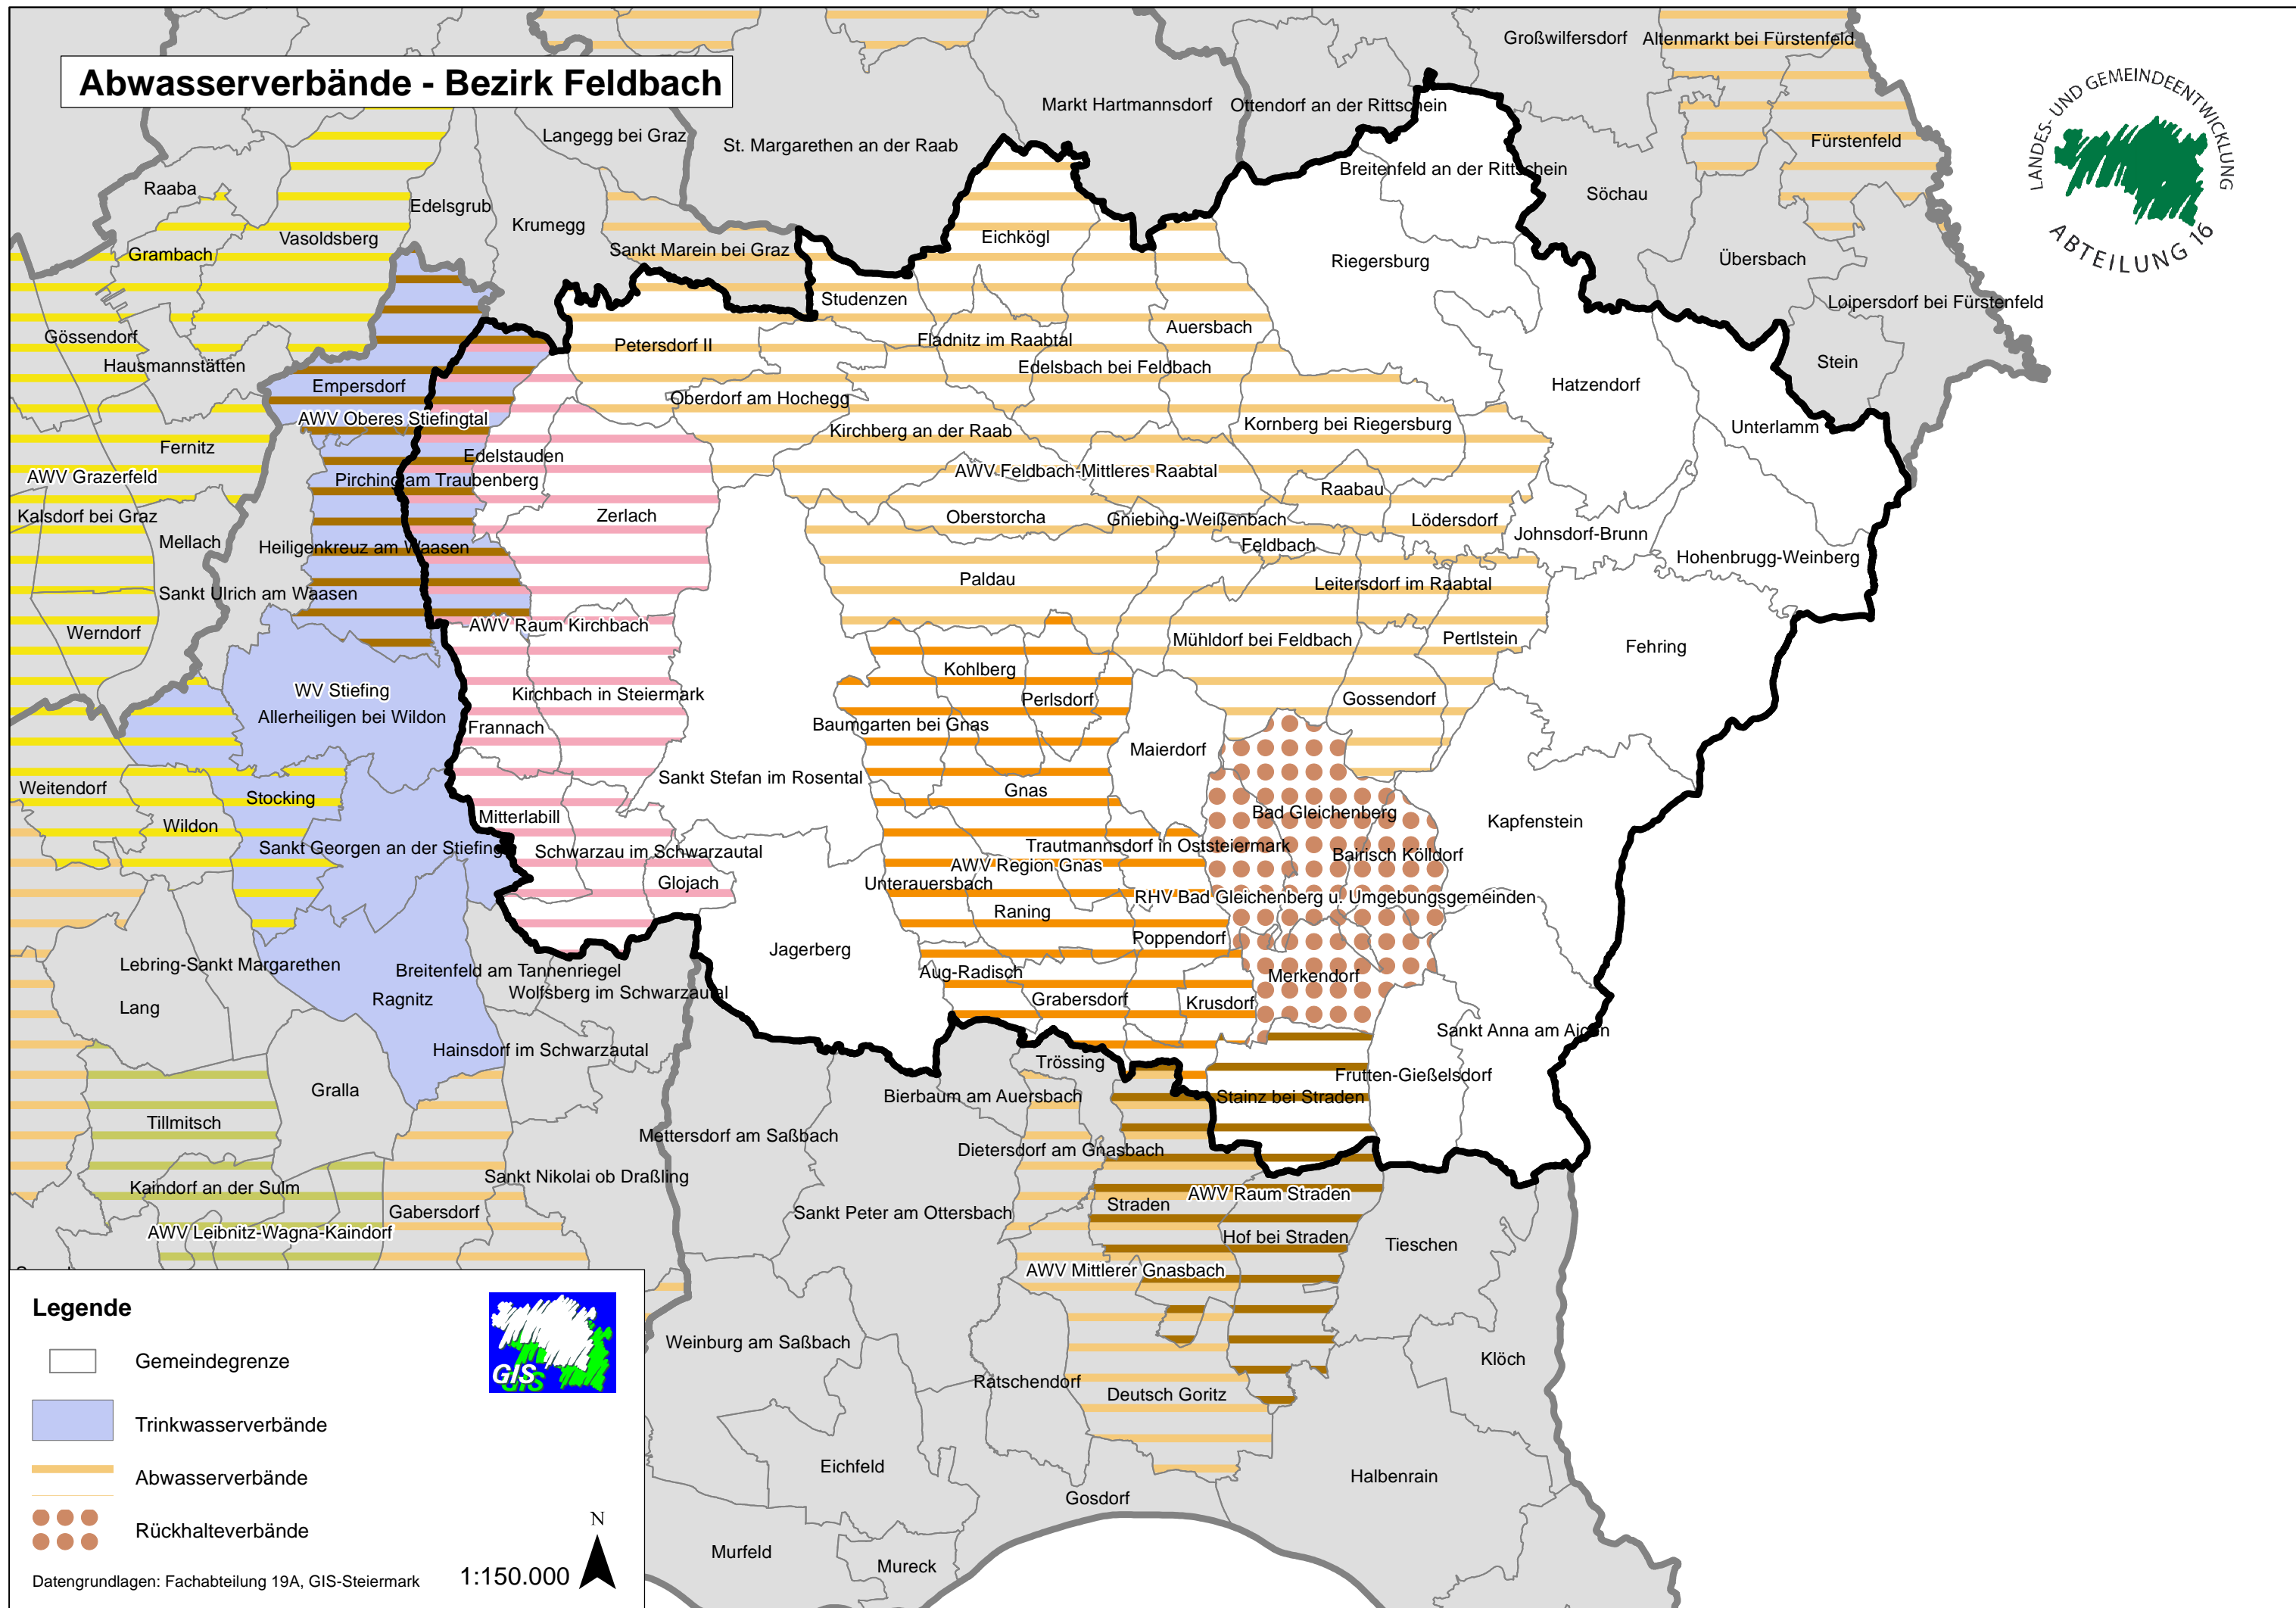 Abwasserverbände - Bezirk Feldbach
Großwilfersdorf
Altenmarkt bei Fürstenfeld
Markt Hartmannsdorf
Ottendorf an der Rittschein
Langegg bei Graz
St. Margarethen an der Raab
Fürstenfeld
LANDES- UND GEMEINDEENTWICKLUNG
ABTEILUNG 16
Breitenfeld an der Rittschein
Raaba
Söchau
Edelsgrub
Krumegg
Vasoldsberg
Eichkögl
Grambach
Sankt Marein bei Graz
Riegersburg
Übersbach
Studenzen
Loipersdorf bei Fürstenfeld
Auersbach
Gössendorf
Petersdorf II
Fladnitz im Raabtal
Hausmannstätten
Edelsbach bei Feldbach
Stein
Empersdorf
Hatzendorf
Oberdorf am Hochegg
AWV Oberes Stiefingtal
Kirchberg an der Raab
Kornberg bei Riegersburg
Unterlamm
Fernitz
Edelstauden
AWV Grazerfeld
Pirching am Traubenberg
AWV Feldbach-Mittleres Raabtal
Raabau
Kalsdorf bei Graz
Zerlach
Oberstorcha
Gniebing-Weißenbach
Lödersdorf
Mellach
Heiligenkreuz am Waasen
Feldbach
Johnsdorf-Brunn
Hohenbrugg-Weinberg
Sankt Ulrich am Waasen
Paldau
Leitersdorf im Raabtal
Werndorf
AWV Raum Kirchbach
Mühldorf bei Feldbach
Pertlstein
Fehring
Kohlberg
WV Stiefing
Kirchbach in Steiermark
Perlsdorf
Gossendorf
Allerheiligen bei Wildon
Frannach
Baumgarten bei Gnas
Maierdorf
Sankt Stefan im Rosental
Weitendorf
Stocking
Gnas
Wildon
Mitterlabill
Bad Gleichenberg
Kapfenstein
Sankt Georgen an der Stiefing
Schwarzau im Schwarzautal
Trautmannsdorf in Oststeiermark
Bairisch Kölldorf
AWV Region Gnas
Glojach
Unterauersbach
RHV Bad Gleichenberg u. Umgebungsgemeinden
Raning
Jagerberg
Poppendorf
Lebring-Sankt Margarethen
Breitenfeld am Tannenriegel
Aug-Radisch
Merkendorf
Lang
Ragnitz
Wolfsberg im Schwarzautal
Grabersdorf
Krusdorf
Sankt Anna am Aigen
Hainsdorf im Schwarzautal
Trössing
Gralla
Bierbaum am Auersbach
Frutten-Gießelsdorf
Stainz bei Straden
Tillmitsch
Mettersdorf am Saßbach
Dietersdorf am Gnasbach
Kaindorf an der Sulm
Sankt Nikolai ob Draßling
AWV Raum Straden
Straden
Gabersdorf
Sankt Peter am Ottersbach
AWV Leibnitz-Wagna-Kaindorf
Hof bei Straden
Tieschen
AWV Mittlerer Gnasbach
Weinburg am Saßbach
Klöch
Ratschendorf
Deutsch Goritz
Eichfeld
Halbenrain
Gosdorf
Murfeld
Mureck
Legende
GIS
GIS
Gemeindegrenze
Trinkwasserverbände
Abwasserverbände
Rückhalteverbände
N
1:150.000
Datengrundlagen: Fachabteilung 19A, GIS-Steiermark